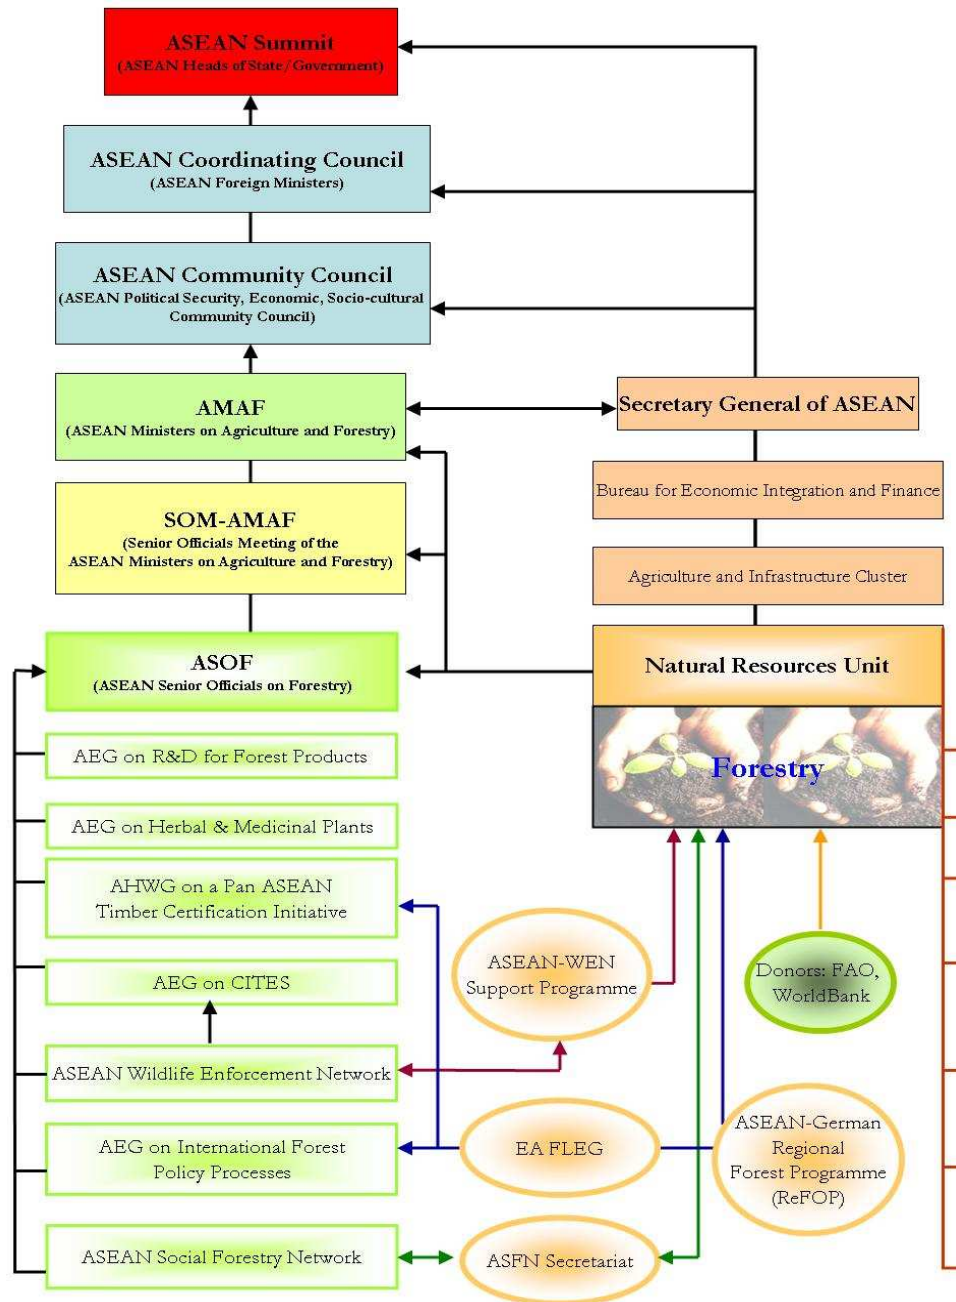 ASEAN Summit
(ASEAN Heads of State/Government)
ASEAN Coordinating Council
(ASEAN Foreign Ministers)
ASEAN Community Council
(ASEAN Political Security, Economic, Socio-cultural
Community Council)
AMAF
(ASEAN Ministers on Agriculture and Forestry)
Secretary General of ASEAN
Bureau for Economic Integration and Finance
SOM-AMAF
(Senior Officials Meeting of the
ASEAN Ministers on Agriculture and Forestry)
Agriculture and Infrastructure Cluster
ASOF
(ASEAN Senior Officials on Forestry)
Natural Resources Unit
Forestry
AEG on R&D for Forest Products
AEG on Herbal & Medicinal Plants
AHWG on a Pan ASEAN
Timber Certification Initiative
AEG on CITES
ASEAN-WEN
Support Programme
Donors: FAO,
WorldBank
ASEAN Wildlife Enforcement Network
AEG on International Forest
Policy Processes
EA FLEG
ASEAN-German
Regional
Forest Programme
(ReFOP)
ASEAN Social Forestry Network
ASFN Secretariat